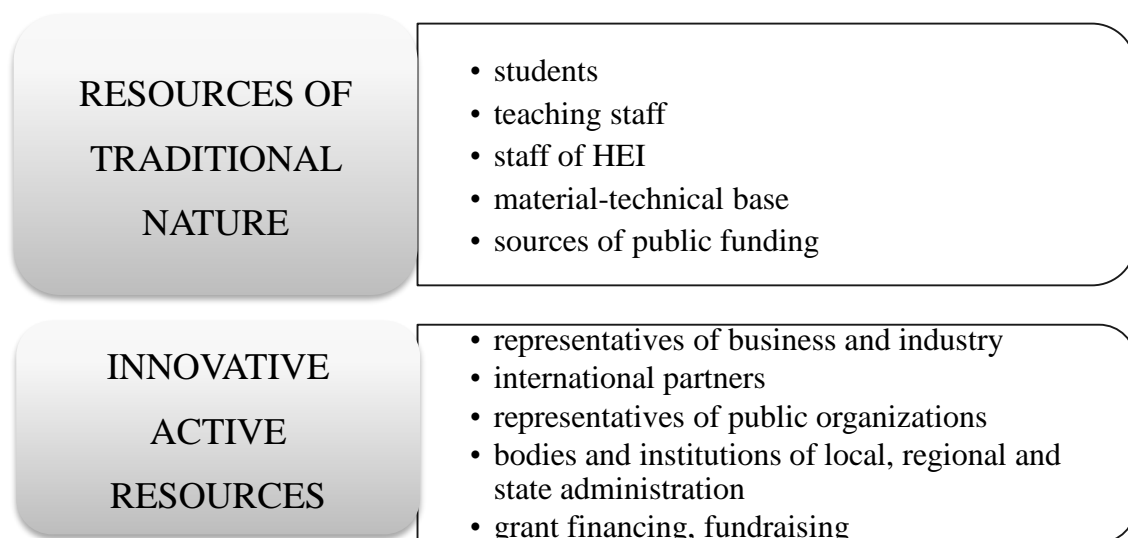 RESOURCES OF
TRADITIONAL
NATURE
• students
• teaching staff
• staff of HEI
• material-technical base
• sources of public funding
INNOVATIVE
ACTIVE
RESOURCES
• representatives of business and industry
• international partners
• representatives of public organizations
• bodies and institutions of local, regional and
state administration
• grant financing, fundraising